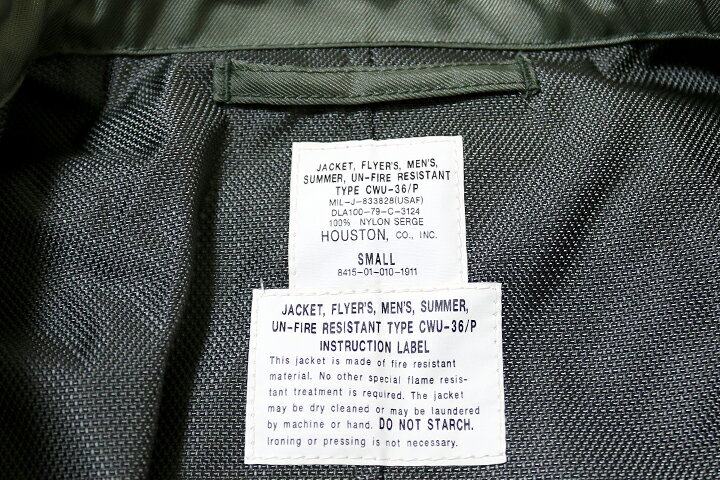 JACKET, FLYER'S, MEN'S,
SUMMER, UN-FIRE RESISTANT
TYPE CWU-36/P
MIL-J-833828(USAF)
DLA100-79-C-3124
100% NYLON SERGE
HOUSTON, CO., INC.
SMALL
8415-01-010-1911
JACKET, FLYER'S, MEN'S, SUMMER,
UN-FIRE RESISTANT TYPE CWU-36/P
INSTRUCTION LABEL
This jacket is made of fire resistant
material. No other special flame resis-
tant treatment is required. The jacket
may be dry cleaned or may be laundered
by machine or hand. DO NOT STARCH.
Ironing or pressing is not necessary.